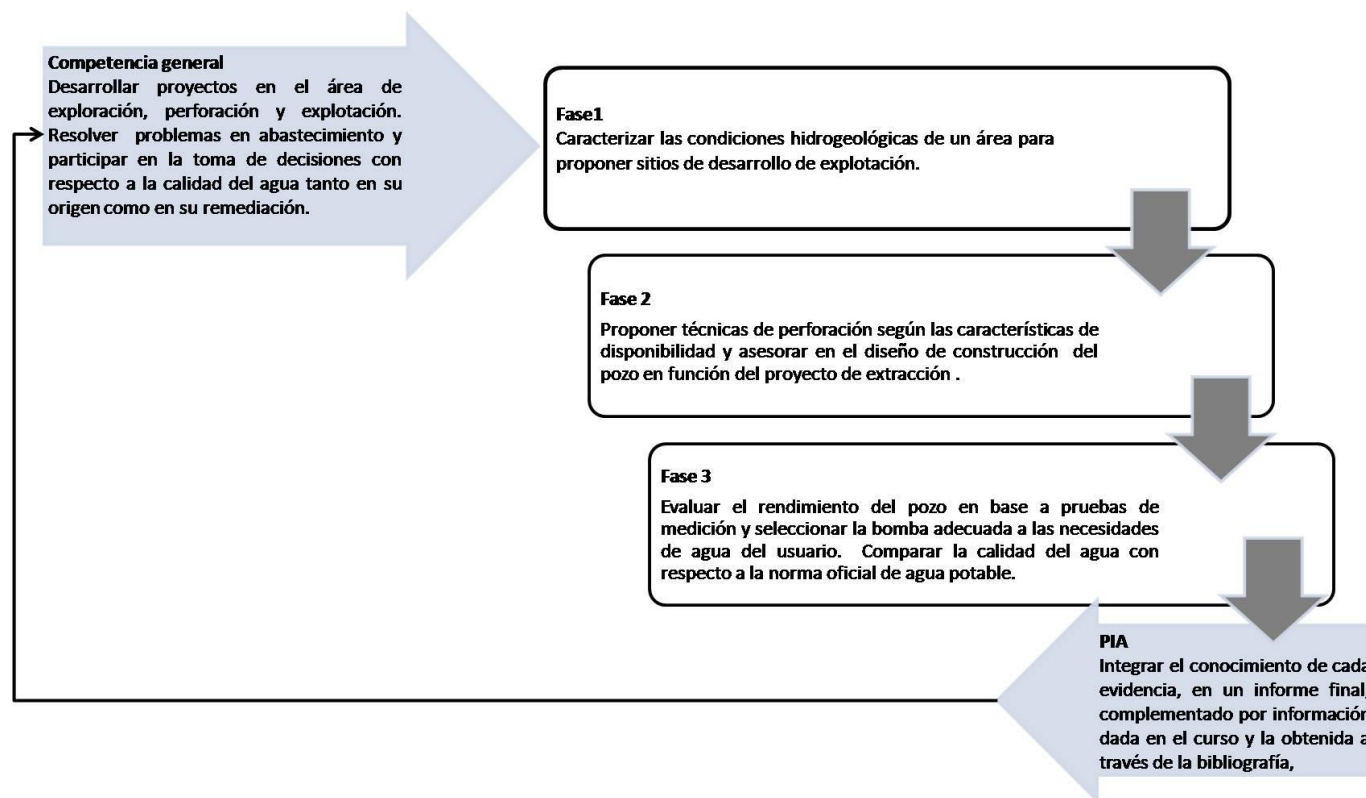 Competencia general
Desarrollar proyectos en el área de
exploración, perforación y explotación.
Resolver problemas en abastecimiento y
participar en la toma de decisiones con
respecto a la calidad del agua tanto en su
origen como en su remediación.
Fase1
Caracterizar las condiciones hidrogeológicas de un área para
proponer sitios de desarrollo de explotación.
Fase 2
Proponer técnicas de perforación según las características de
disponibilidad y asesorar en el diseño de construcción del
pozo en función del proyecto de extracción .
Fase 3
Evaluar el rendimiento del pozo en base a pruebas de
medición y seleccionar la bomba adecuada a las necesidades
de agua del usuario. Comparar la calidad del agua con
respecto a la norma oficial de agua potable.
PIA
Integrar el conocimiento de cada
evidencia, en un informe final,
complementado por información
dada en el curso y la obtenida a
través de la bibliografía,